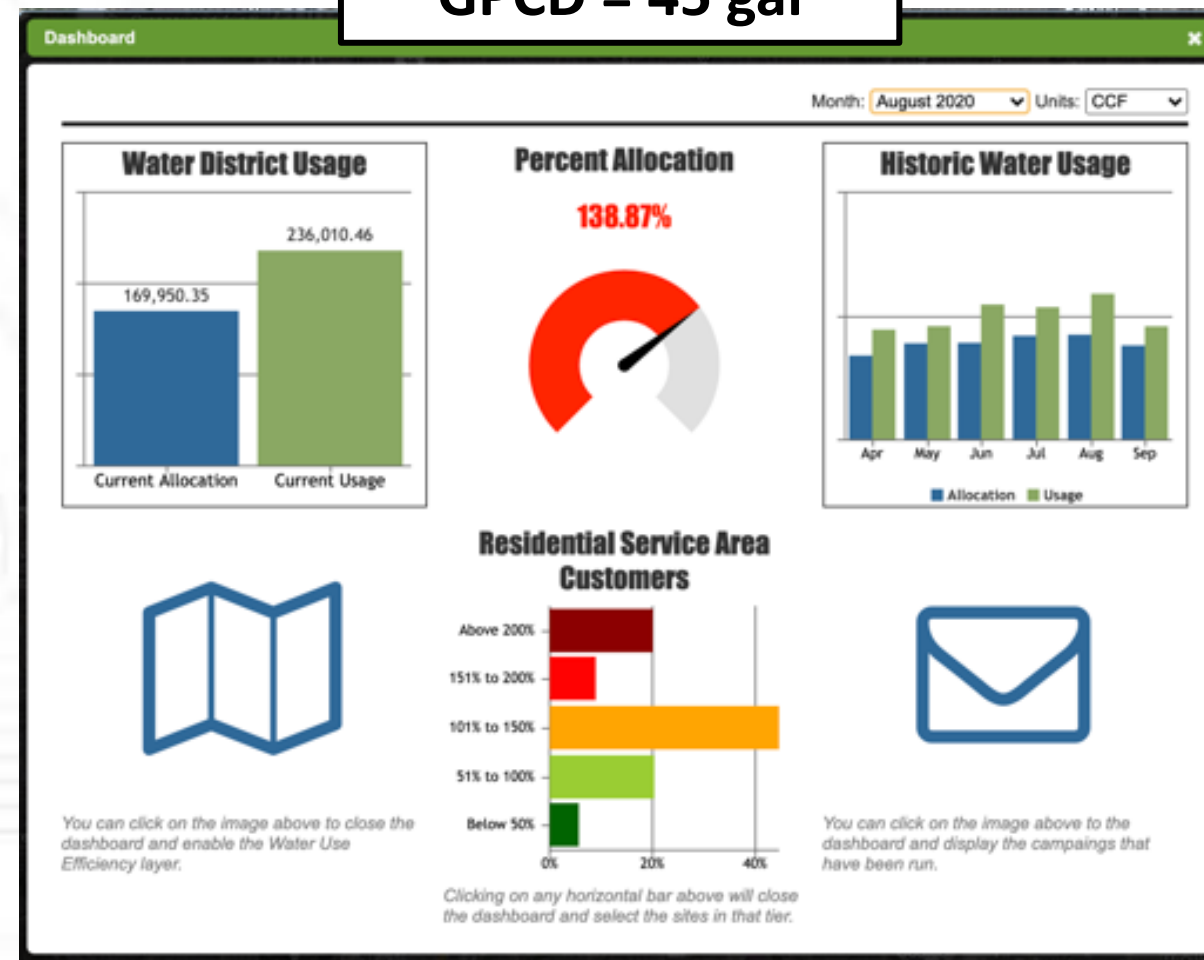 GPCD = 45 gal
Dashboard
Month: August 2020 Units: CCF
Water District Usage
236,010.46
169,950.35
Current Allocation Current Usage
Percent Allocation
138.87%
Historic Water Usage
Apr May Jun Jul Aug Sep
Allocation Usage
You can click on the image above to close the
dashboard and enable the Water Use
Efficiency layer.
Residential Service Area
Customers
Above 200%
151% to 200%
101% to 150%
51% to 100%
Below 50%
0% 20% 40%
Clicking on any horizontal bar above will close
the dashboard and select the sites in that tier.
You can click on the image above to the
dashboard and display the campaings that
have been run.